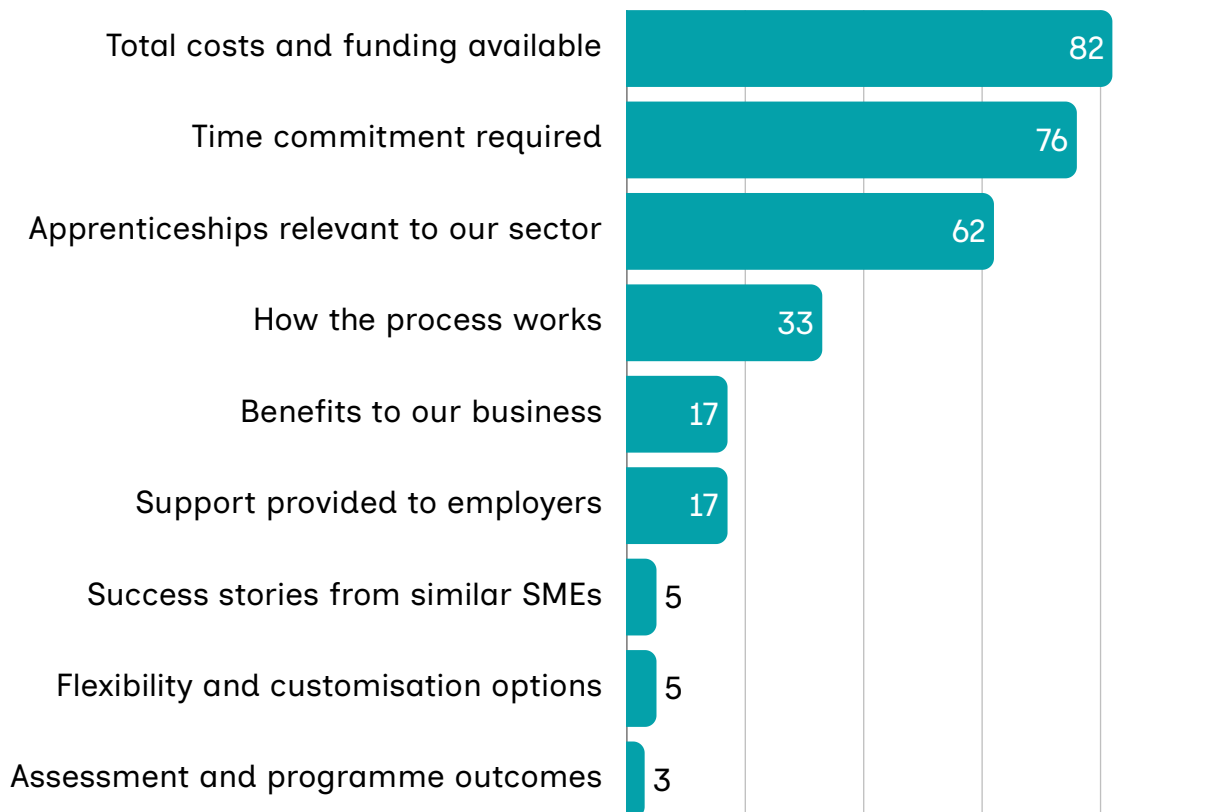 Total costs and funding available 82
Time commitment required 76
Apprenticeships relevant to our sector 62
How the process works 33
Benefits to our business 17
Support provided to employers 17
Success stories from similar SMEs 5
Flexibility and customisation options 5
Assessment and programme outcomes 3